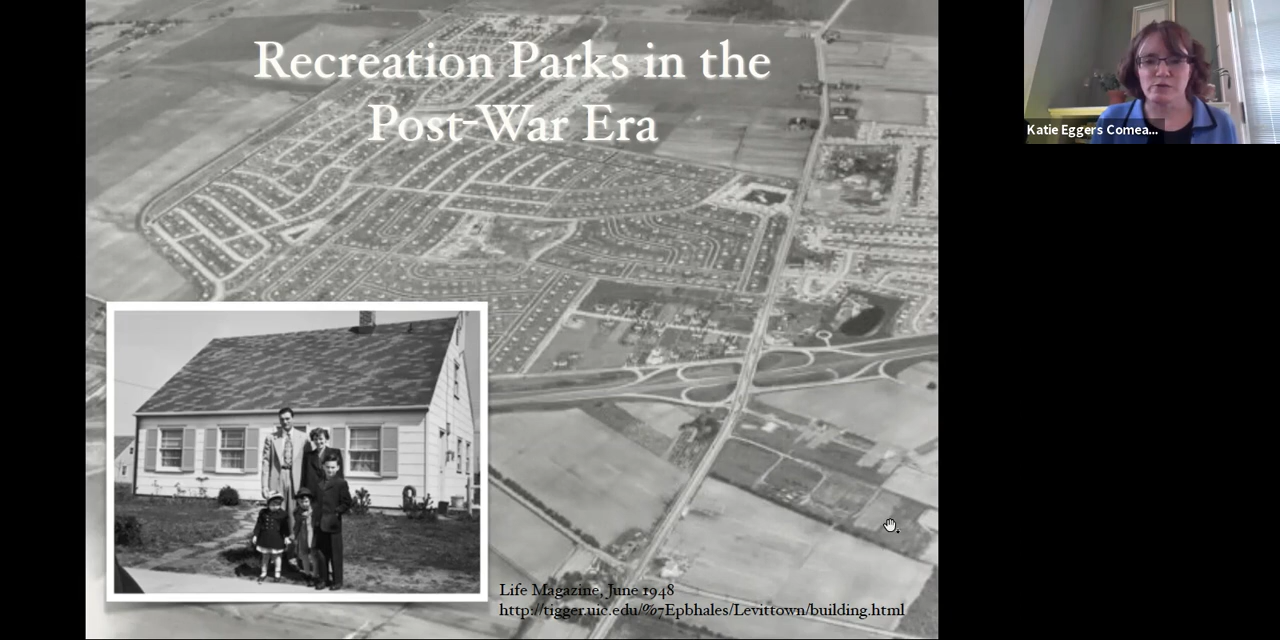 Recreation Parks in the
Post-War Era
Katie Eggers Comea...
Life Magazine, June 1948
http://tigger.uic.edu/%7Epbhales/Levittown/building.html